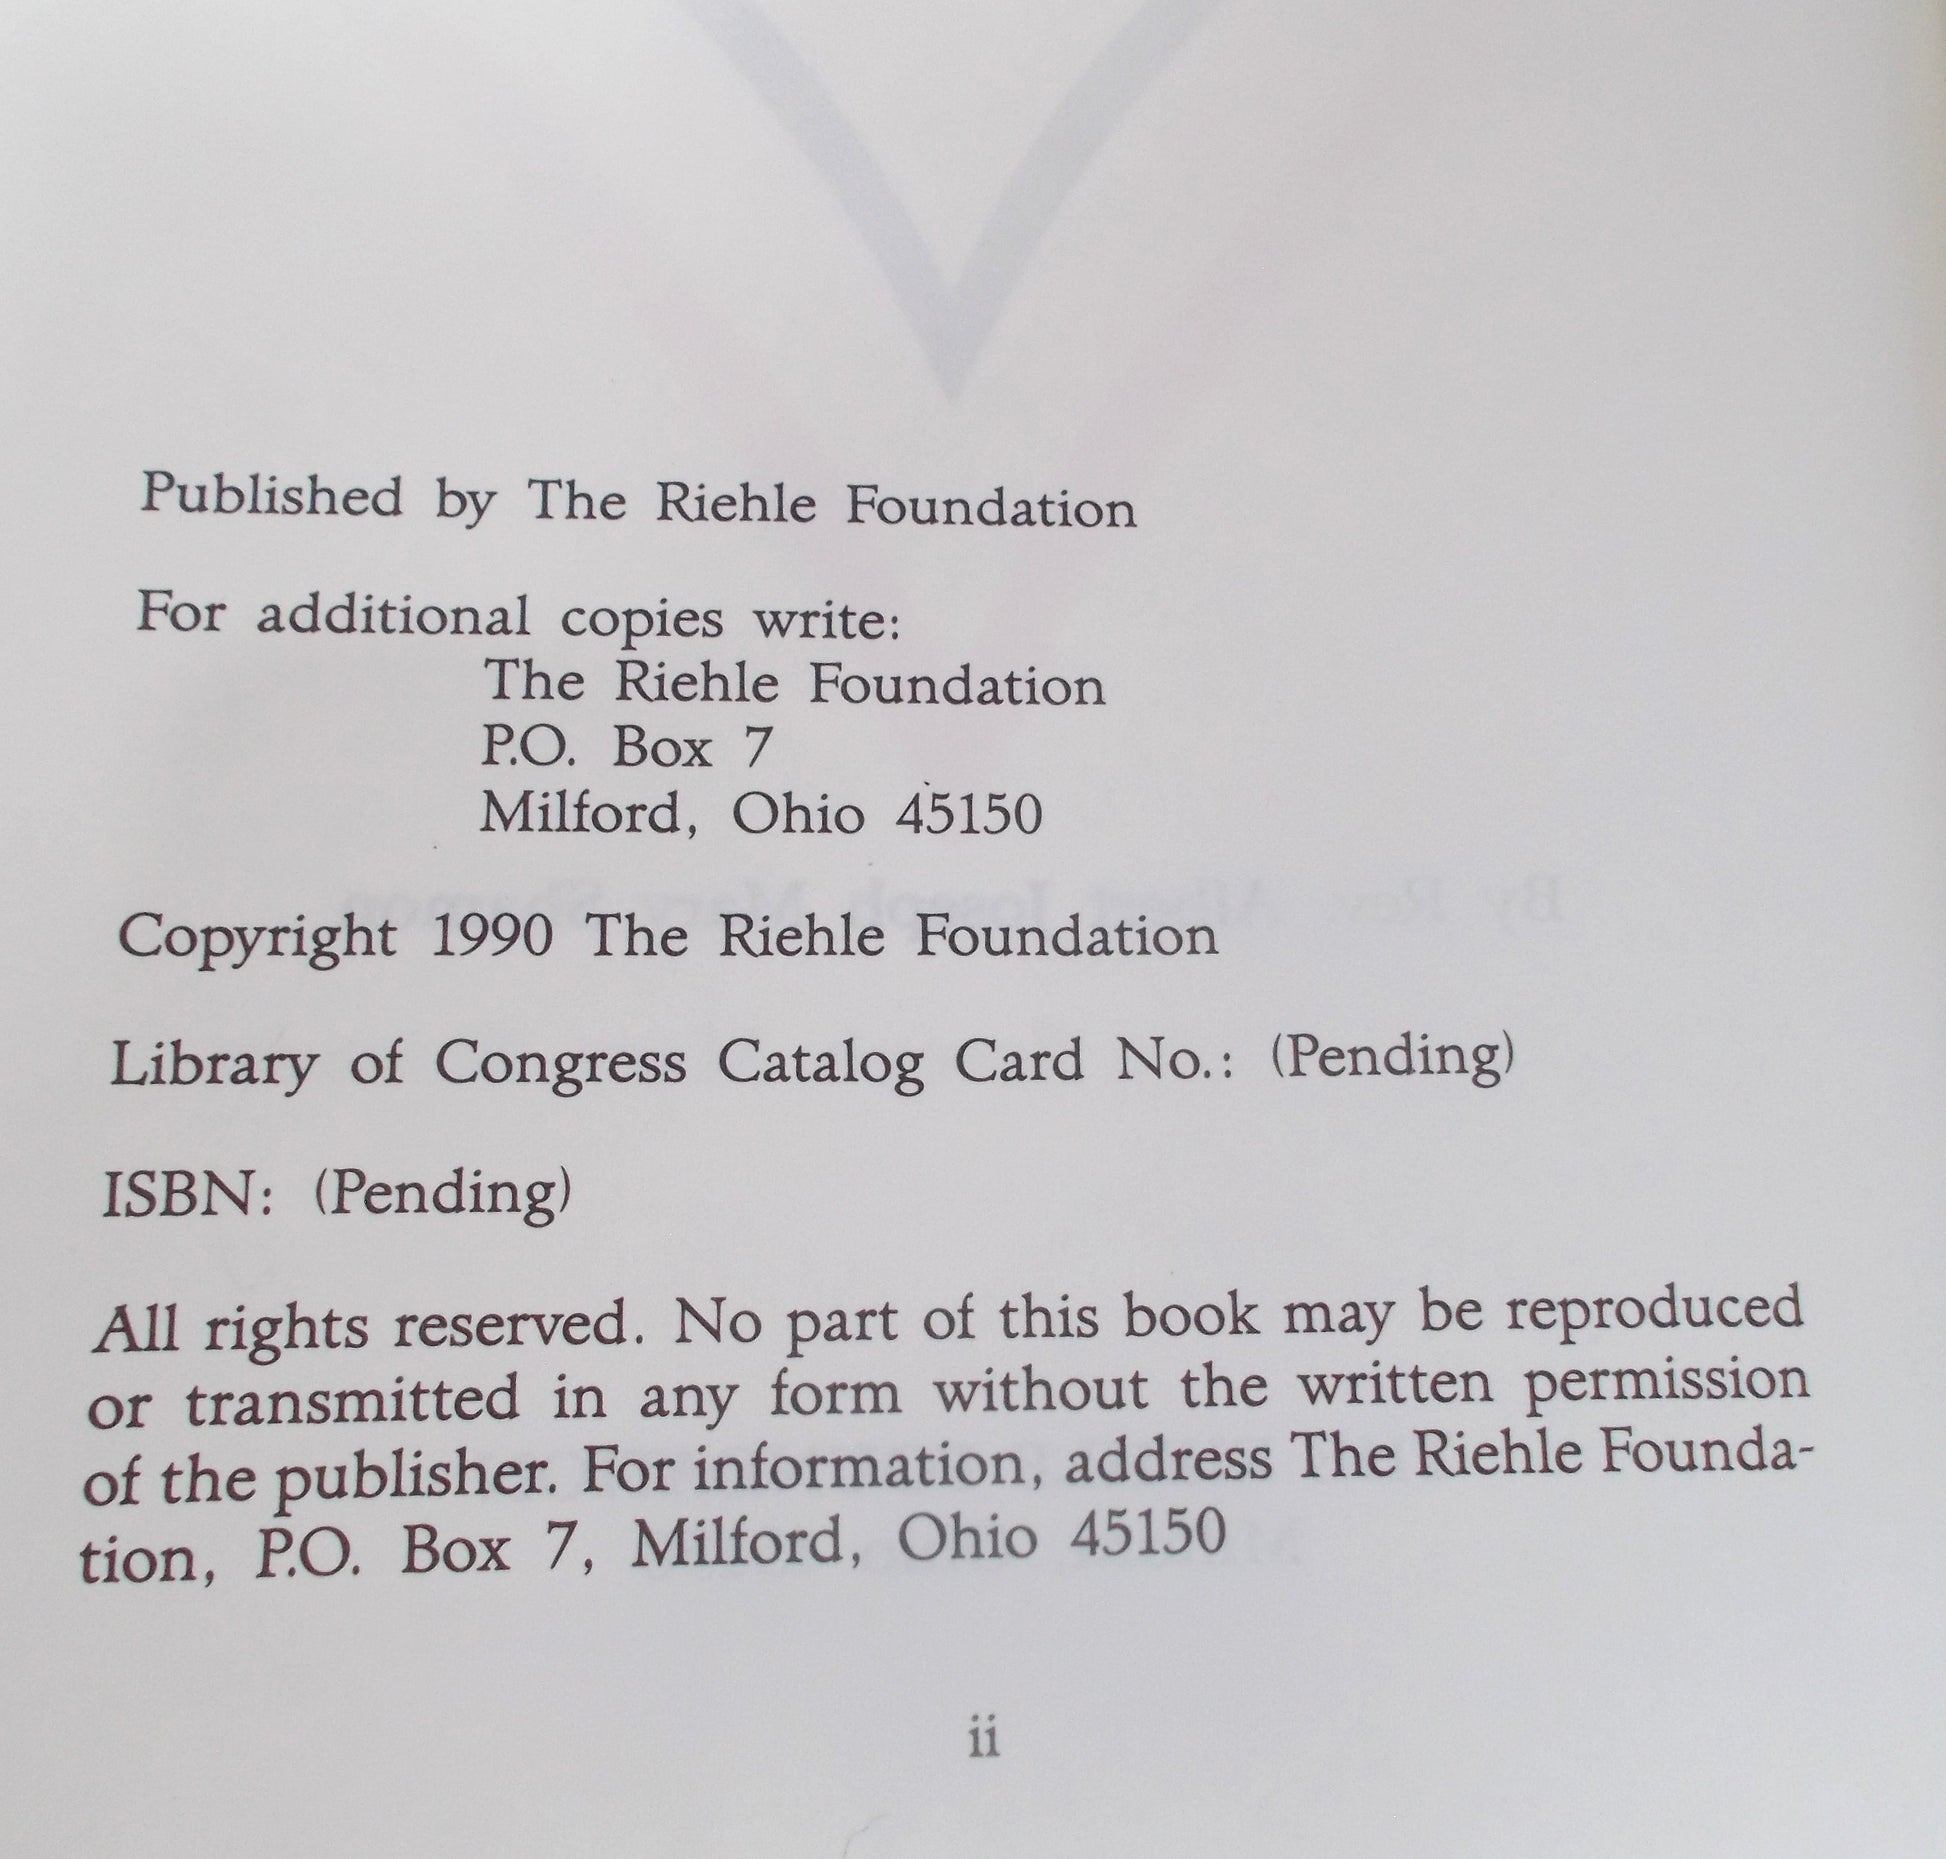 Published by The Riehle Foundation
For additional copies write:
The Riehle Foundation
P.O. Box 7
Milford, Ohio 45150
Copyright 1990 The Riehle Foundation
Library of Congress Catalog Card No.: (Pending)
ISBN: (Pending)
All rights reserved. No part of this book may be reproduced
or transmitted in any form without the written permission
of the publisher. For information, address The Riehle Founda-
tion, P.O. Box 7, Milford, Ohio 45150
ii